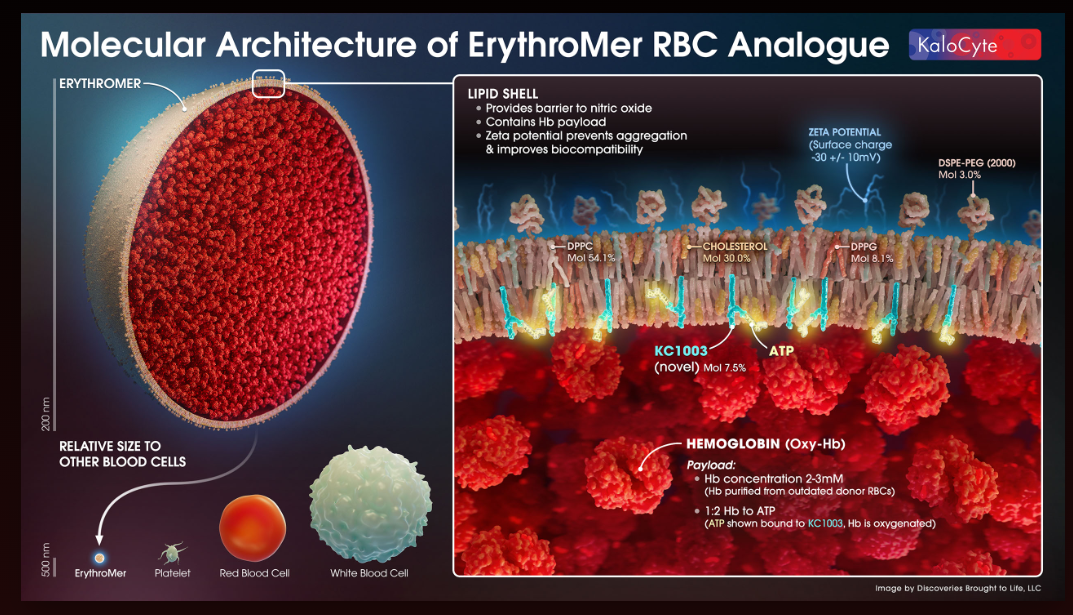 Molecular Architecture of ErythroMer RBC Analogue
KaloCyte
ERYTHROMER
200 nm
RELATIVE SIZE TO
OTHER BLOOD CELLS
500 nm
ErythroMer
Platelet
Red Blood Cell
White Blood Cell
LIPID SHELL
• Provides barrier to nitric oxide
• Contains Hb payload
• Zeta potential prevents aggregation
& improves biocompatibility
ZETA POTENTIAL
(Surface charge
-30 +/- 10mV)
DSPE-PEG (2000)
Mol 3.0%
DPPC
Mol 54.1%
CHOLESTEROL
Mol 30.0%
DPPG
Mol 8.1%
KC1003
(novel) Mol 7.5%
ATP
HEMOGLOBIN (Oxy-Hb)
Payload:
• Hb concentration 2-3mM
(Hb purified from outdated donor RBCs)
• 1:2 Hb to ATP
(ATP shown bound to KC1003, Hb is oxygenated)
Image by Discoveries Brought to Life, LLC